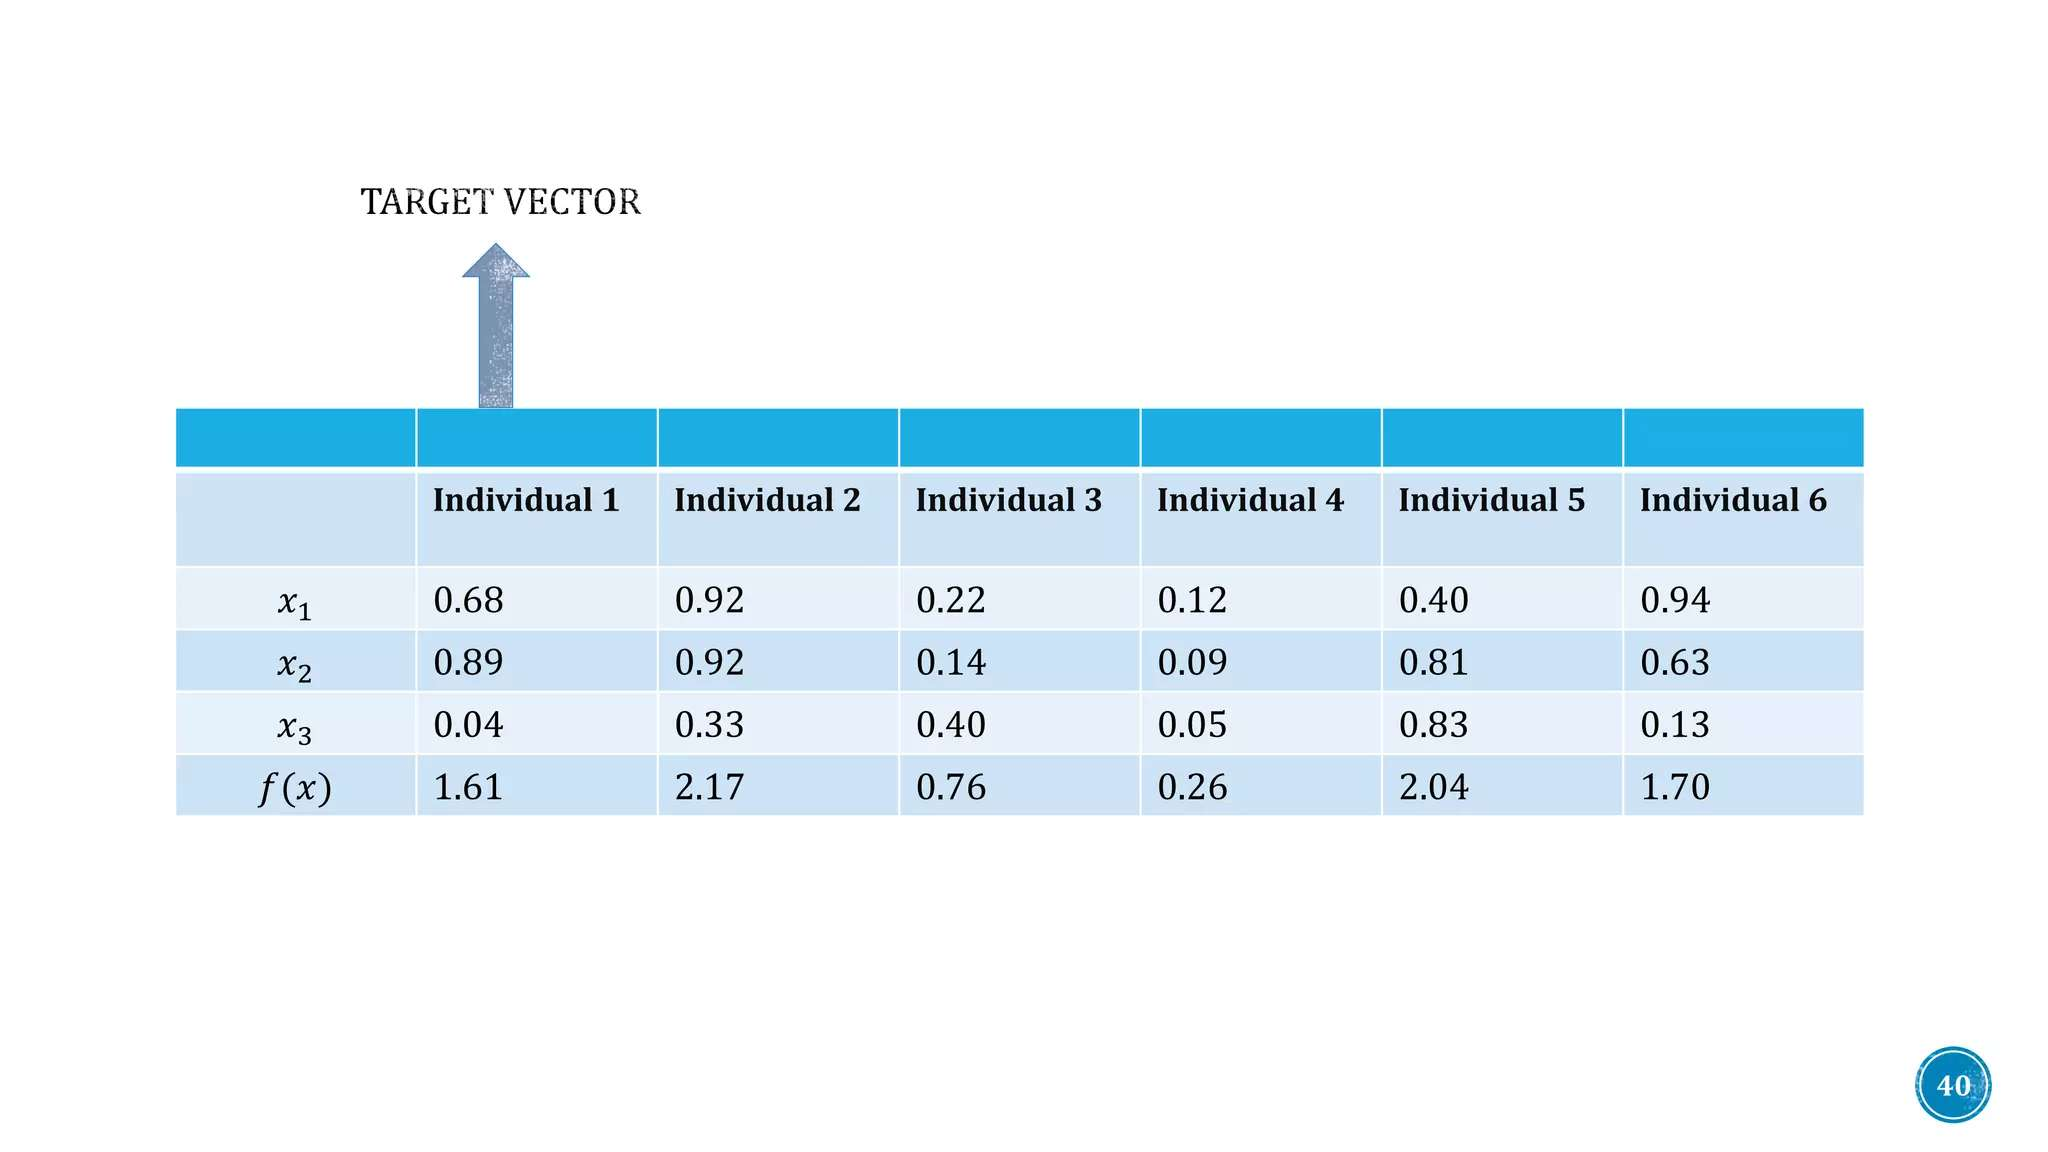 TARGET VECTOR
Individual 1 Individual 2 Individual 3 Individual 4 Individual 5 Individual 6
x₁ 0.68 0.92 0.22 0.12 0.40 0.94
x₂ 0.89 0.92 0.14 0.09 0.81 0.63
x₃ 0.04 0.33 0.40 0.05 0.83 0.13
f(x) 1.61 2.17 0.76 0.26 2.04 1.70
40